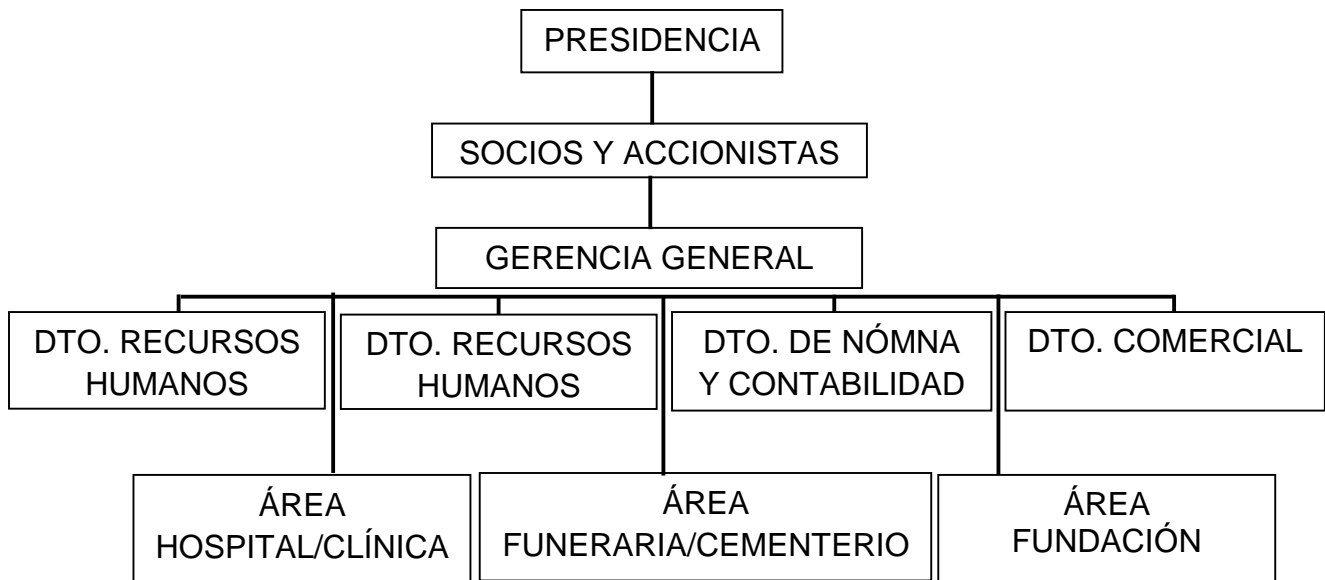 PRESIDENCIA
SOCIOS Y ACCIONISTAS
GERENCIA GENERAL
DTO. RECURSOS
HUMANOS
DTO. RECURSOS
HUMANOS
DTO. DE NÓMNA
Y CONTABILIDAD
DTO. COMERCIAL
ÁREA
HOSPITAL/CLÍNICA
ÁREA
FUNERARIA/CEMENTERIO
ÁREA
FUNDACIÓN